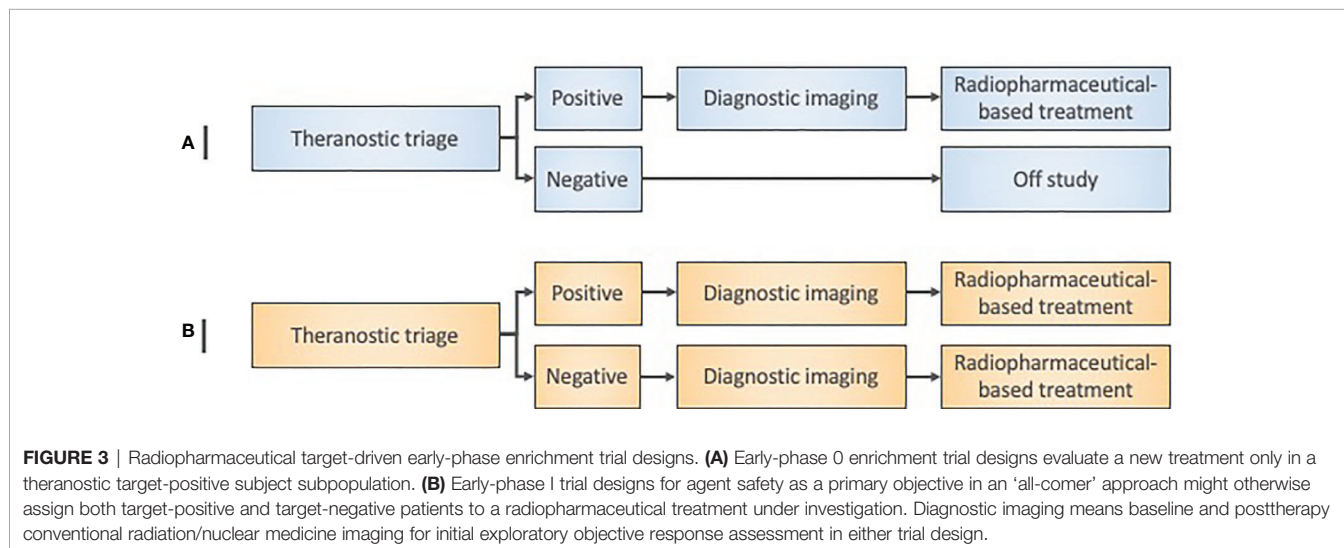 A
Theranostic triage
Positive
Diagnostic imaging
Radiopharmaceutical-
based treatment
Negative
Off study
B
Theranostic triage
Positive
Diagnostic imaging
Radiopharmaceutical-
based treatment
Negative
Diagnostic imaging
Radiopharmaceutical-
based treatment
FIGURE 3 | Radiopharmaceutical target-driven early-phase enrichment trial designs. (A) Early-phase 0 enrichment trial designs evaluate a new treatment only in a
theranostic target-positive subject subpopulation. (B) Early-phase I trial designs for agent safety as a primary objective in an ‘all-comer’ approach might otherwise
assign both target-positive and target-negative patients to a radiopharmaceutical treatment under investigation. Diagnostic imaging means baseline and posttherapy
conventional radiation/nuclear medicine imaging for initial exploratory objective response assessment in either trial design.